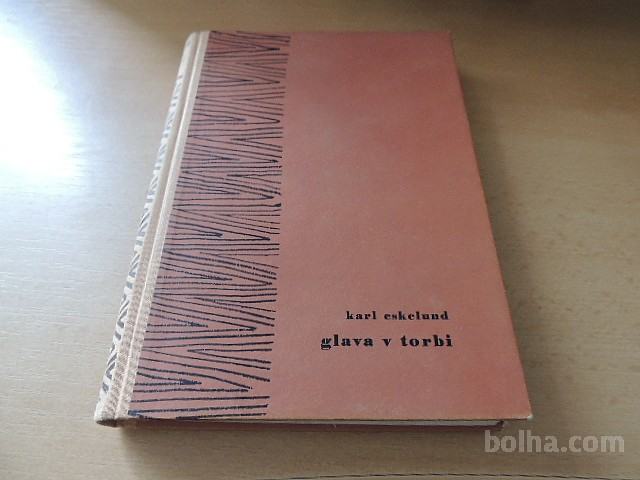 karl eskelund
glava v torbi
bolha.com